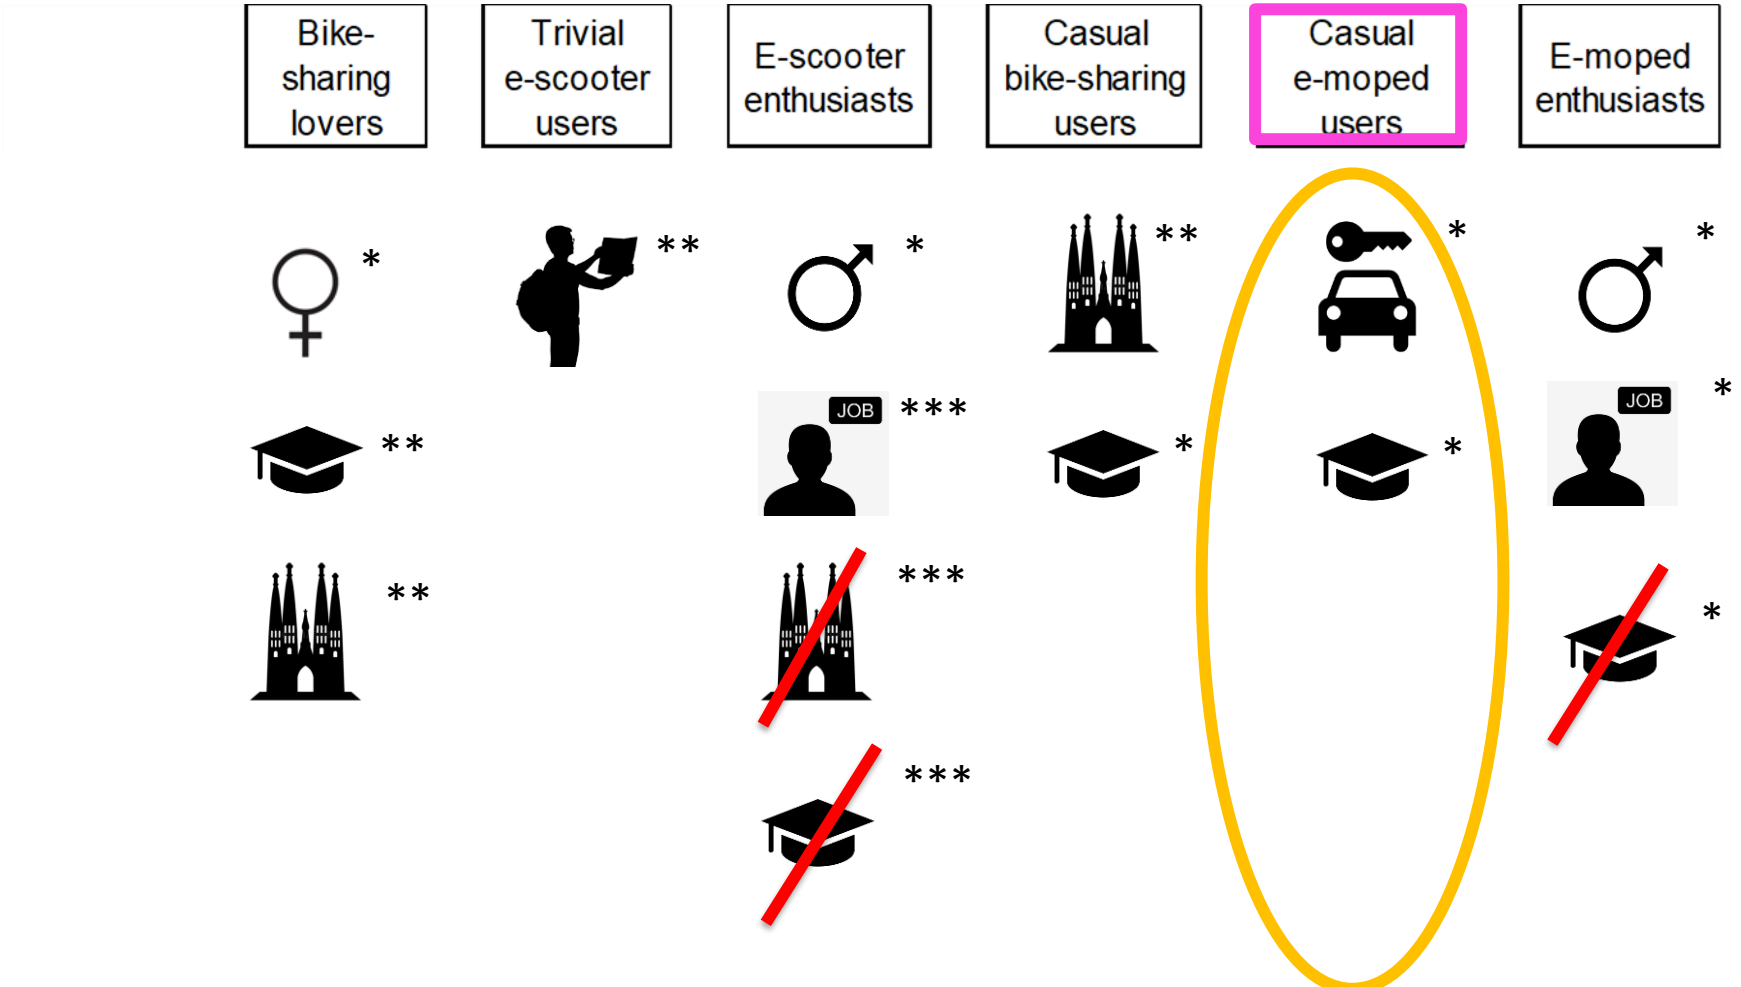 Bike-
sharing
lovers
Trivial
e-scooter
users
E-scooter
enthusiasts
Casual
bike-sharing
users
Casual
e-moped
users
E-moped
enthusiasts
*
**
*
**
*
*
JOB
***
JOB
*
**
*
*
**
***
*
***